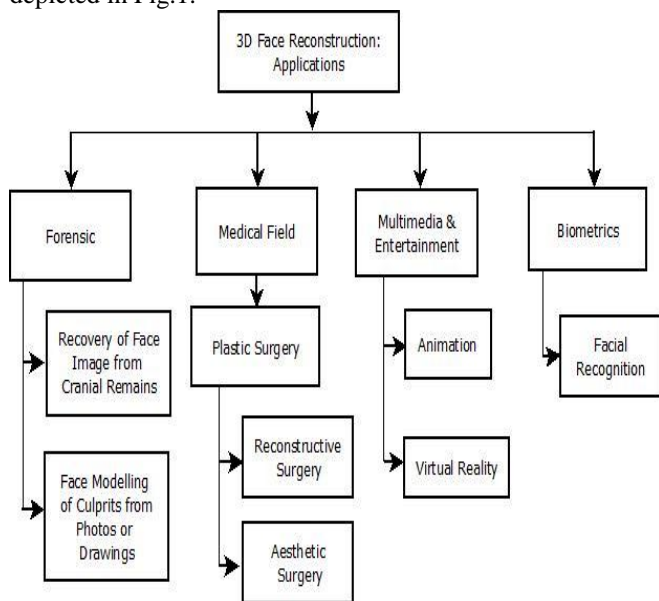 depicted in Fig.1.
3D Face Reconstruction:
Applications
Forensic
Medical Field
Multimedia &
Entertainment
Biometrics
Recovery of Face
Image from
Cranial Remains
Plastic Surgery
Animation
Facial
Recognition
Face Modelling
of Culprits from
Photos or
Drawings
Reconstructive
Surgery
Virtual Reality
Aesthetic
Surgery